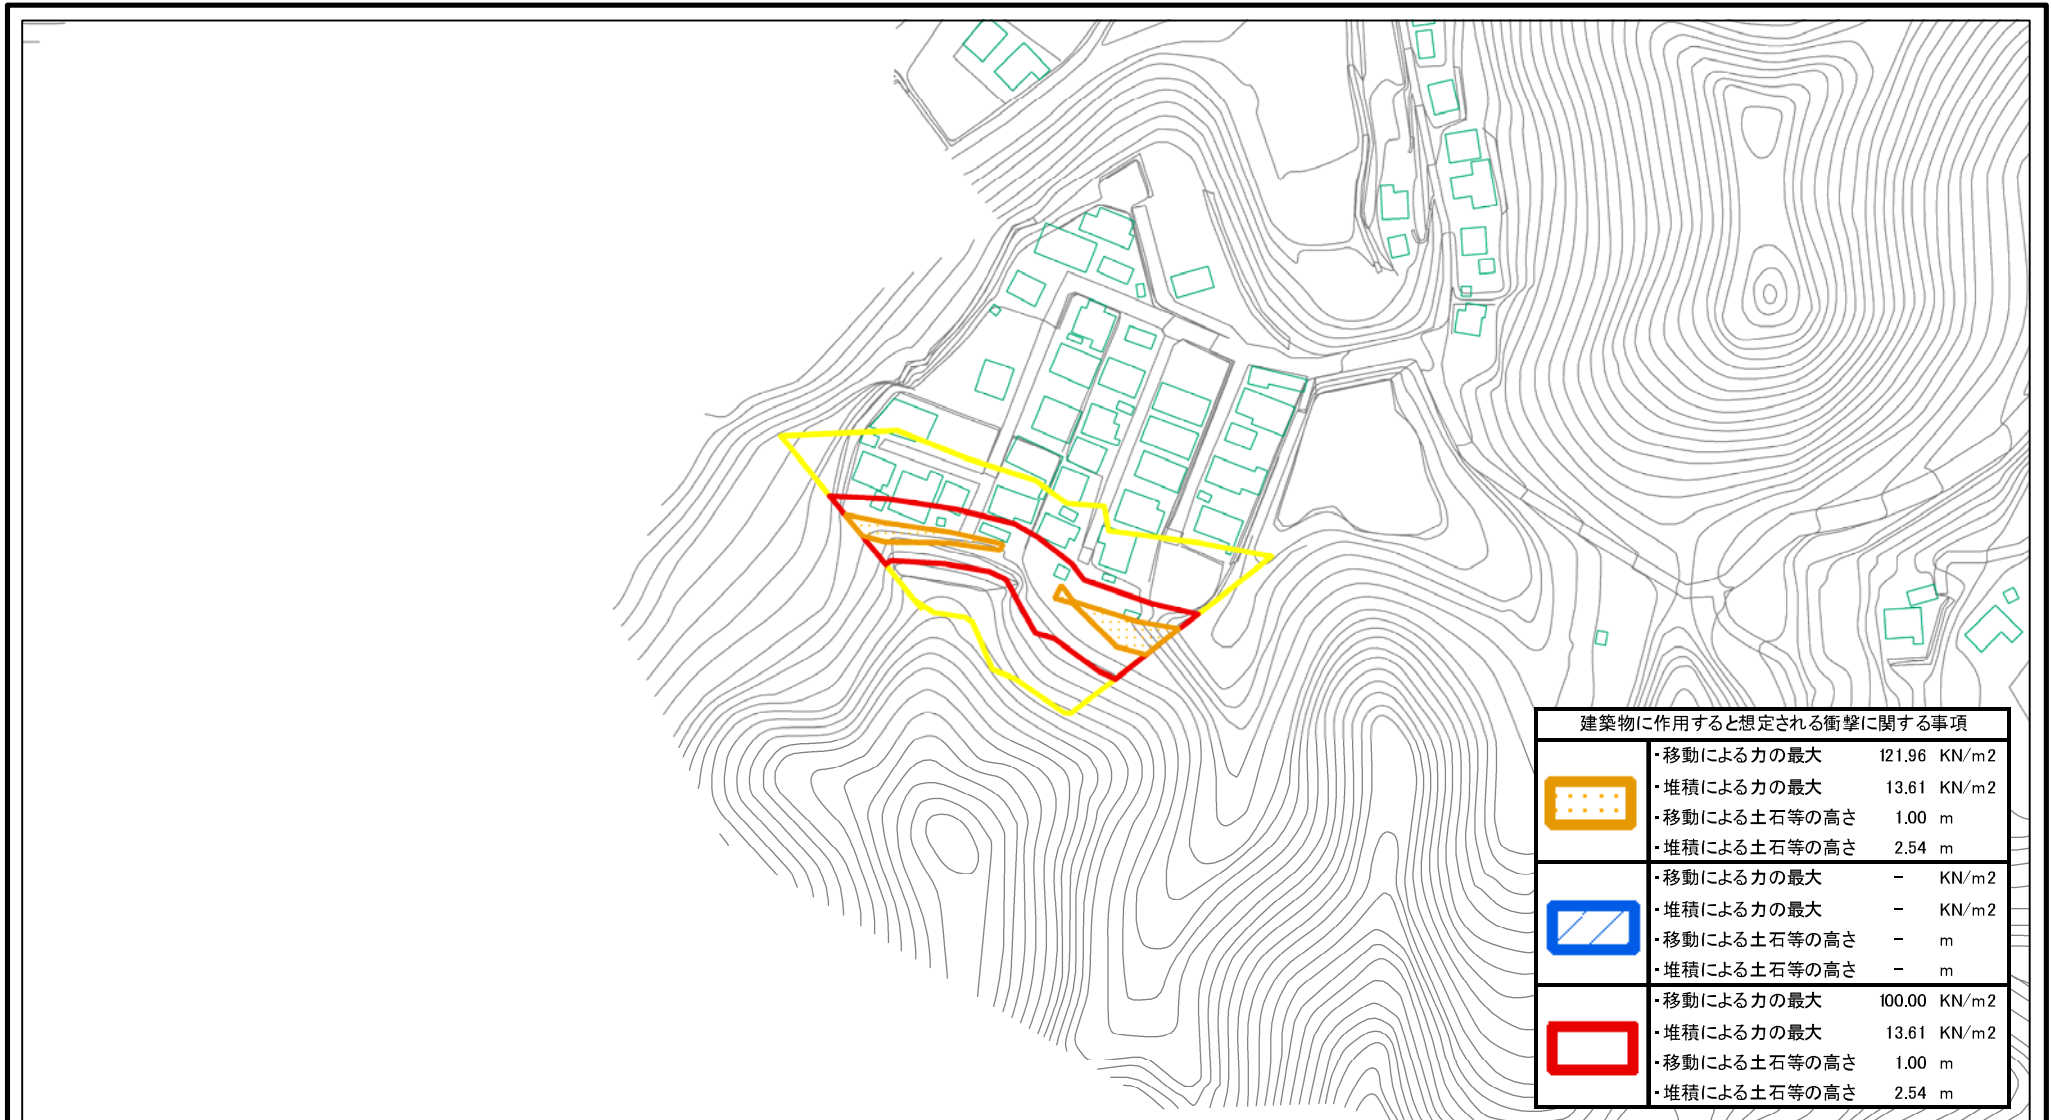 建築物に作用すると想定される衝撃に関する事項
・移動による力の最大 121.96 KN/m2
・堆積による力の最大 13.61 KN/m2
・移動による土石等の高さ 1.00 m
・堆積による土石等の高さ 2.54 m
・移動による力の最大 － KN/m2
・堆積による力の最大 － KN/m2
・移動による土石等の高さ － m
・堆積による土石等の高さ － m
・移動による力の最大 100.00 KN/m2
・堆積による力の最大 13.61 KN/m2
・移動による土石等の高さ 1.00 m
・堆積による土石等の高さ 2.54 m